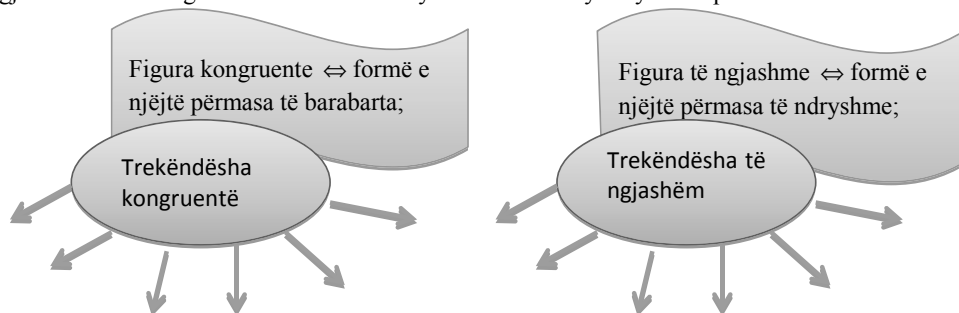 Figura kongruente ⇔ formë e
njëjtë përmasa të barabarta;
Trekëndësha
kongruentë
Figura të ngjashme ⇔ formë e
njëjtë përmasa të ndryshme;
Trekëndësha të
ngjashëm